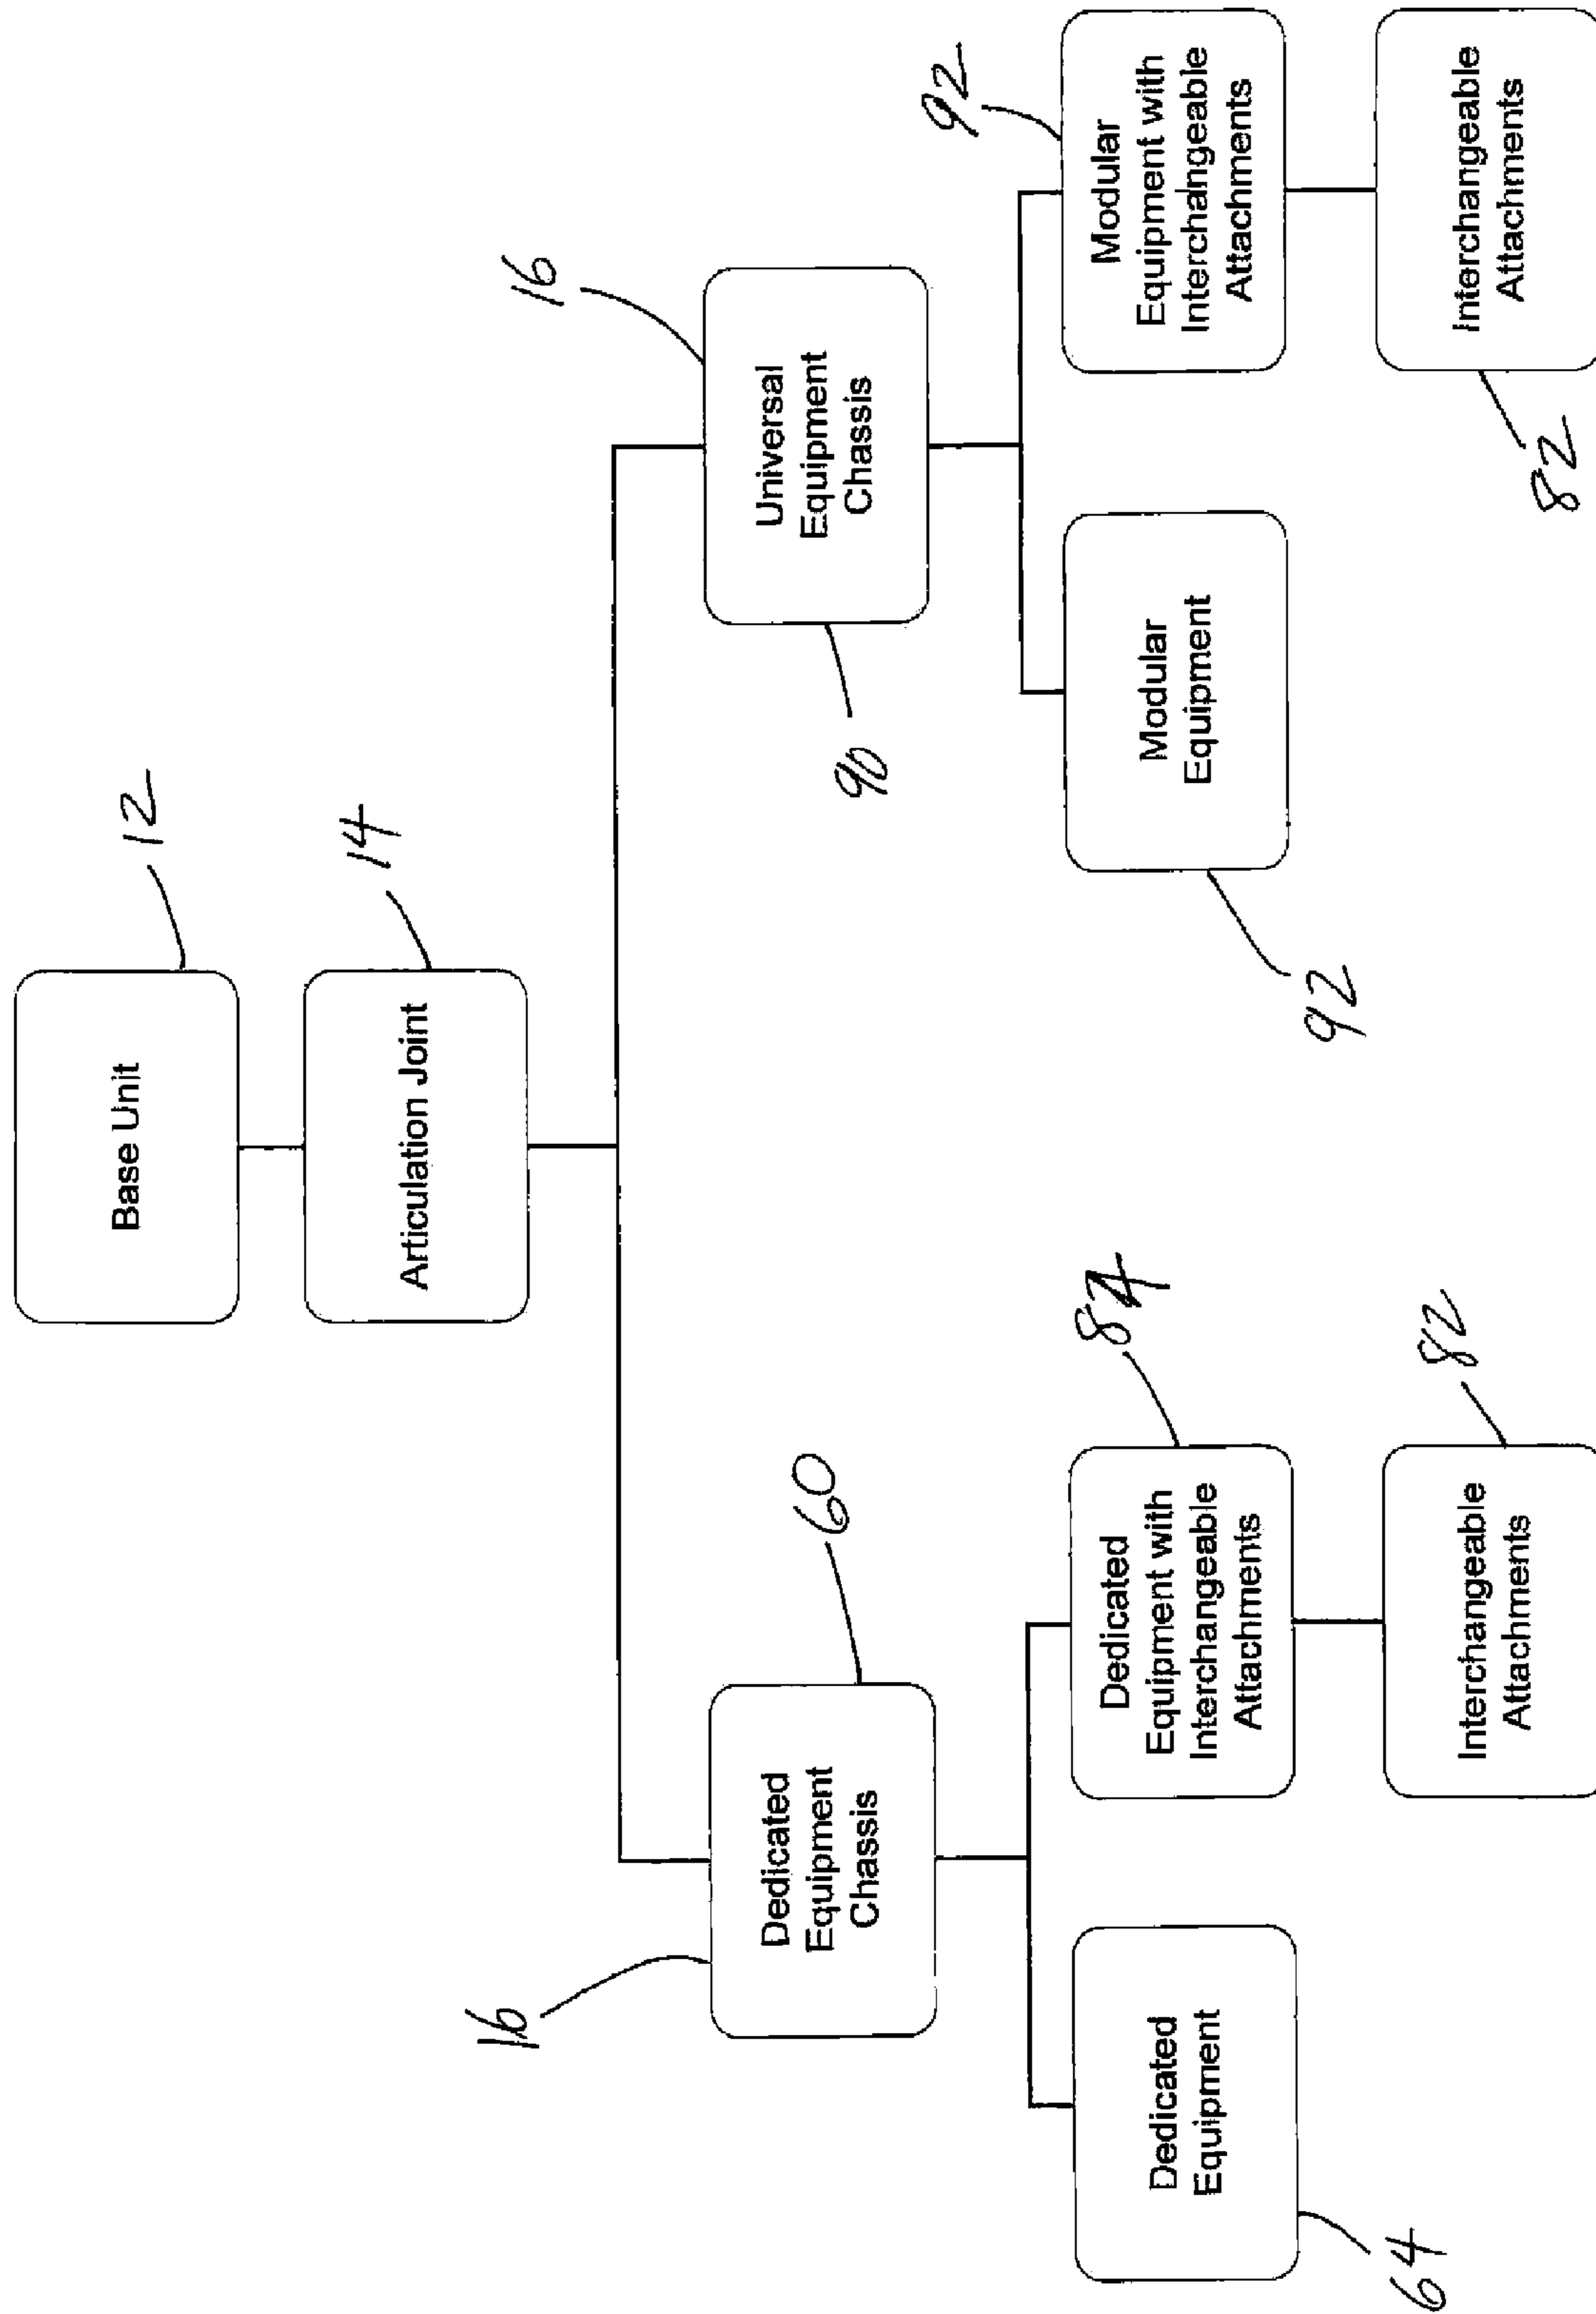 Base Unit
12
Articulation Joint
14
16
Dedicated
Equipment
Chassis
60
16
Universal
Equipment
Chassis
90
Dedicated
Equipment
64
Dedicated
Equipment with
Interchangeable
Attachments
84
Interchangeable
Attachments
82
Modular
Equipment
92
Modular
Equipment with
Interchangeable
Attachments
92
Interchangeable
Attachments
82